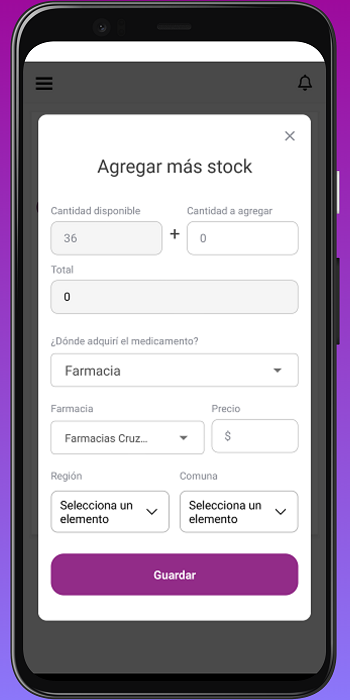 Agregar más stock
Cantidad disponible
Cantidad a agregar
36
+
0
Total
0
¿Dónde adquirí el medicamento?
Farmacia
Farmacia
Precio
Farmacias Cruz...
$
Región
Comuna
Selecciona un
elemento
Selecciona un
elemento
Guardar